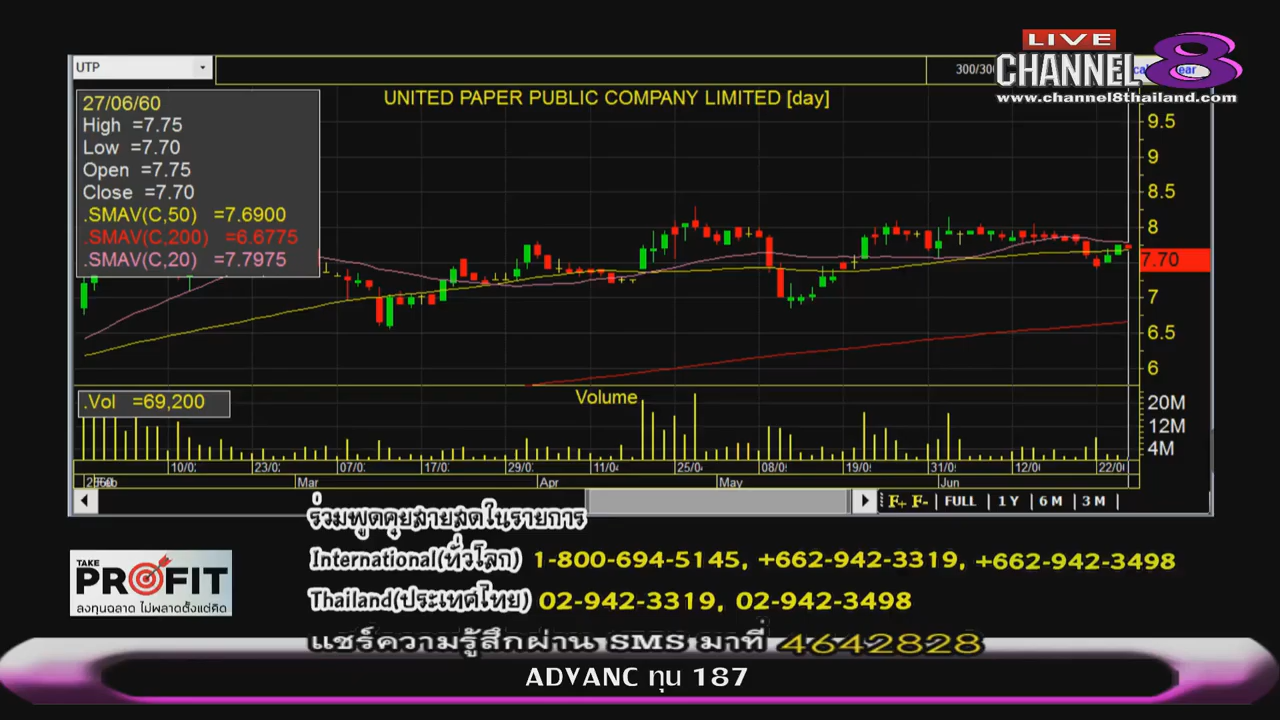 LIVE
CHANNEL 8
www.channel8thailand.com
UTP
300/300
UNITED PAPER PUBLIC COMPANY LIMITED [day]
27/06/60
High =7.75
Low =7.70
Open =7.75
Close =7.70
.SMAV(C,50) =7.6900
.SMAV(C,200) =6.6775
.SMAV(C,20) =7.7975
9.5
9
8.5
8
7.70
7
6.5
6
.Vol =69,200
Volume
20M
12M
4M
10/0
23/0
07/0
17/0
29/0
11/0
25/0
08/0
19/0
31/0
12/0
22/0
Feb
Mar
Apr
May
Jun
F+ F- | FULL | 1 Y | 6 M | 3 M |
ร่วมพูดคุยสายสดในรายการ
International(ทั่วโลก) 1-800-694-5145, +662-942-3319, +662-942-3498
TAKE
PROFIT
ลงทุนฉลาด ไม่พลาดตั้งแต่คิด
Thailand(ประเทศไทย) 02-942-3319, 02-942-3498
แชร์ความรู้สึกผ่าน SMS มาที่ 4642828
ADVANC ทุน 187